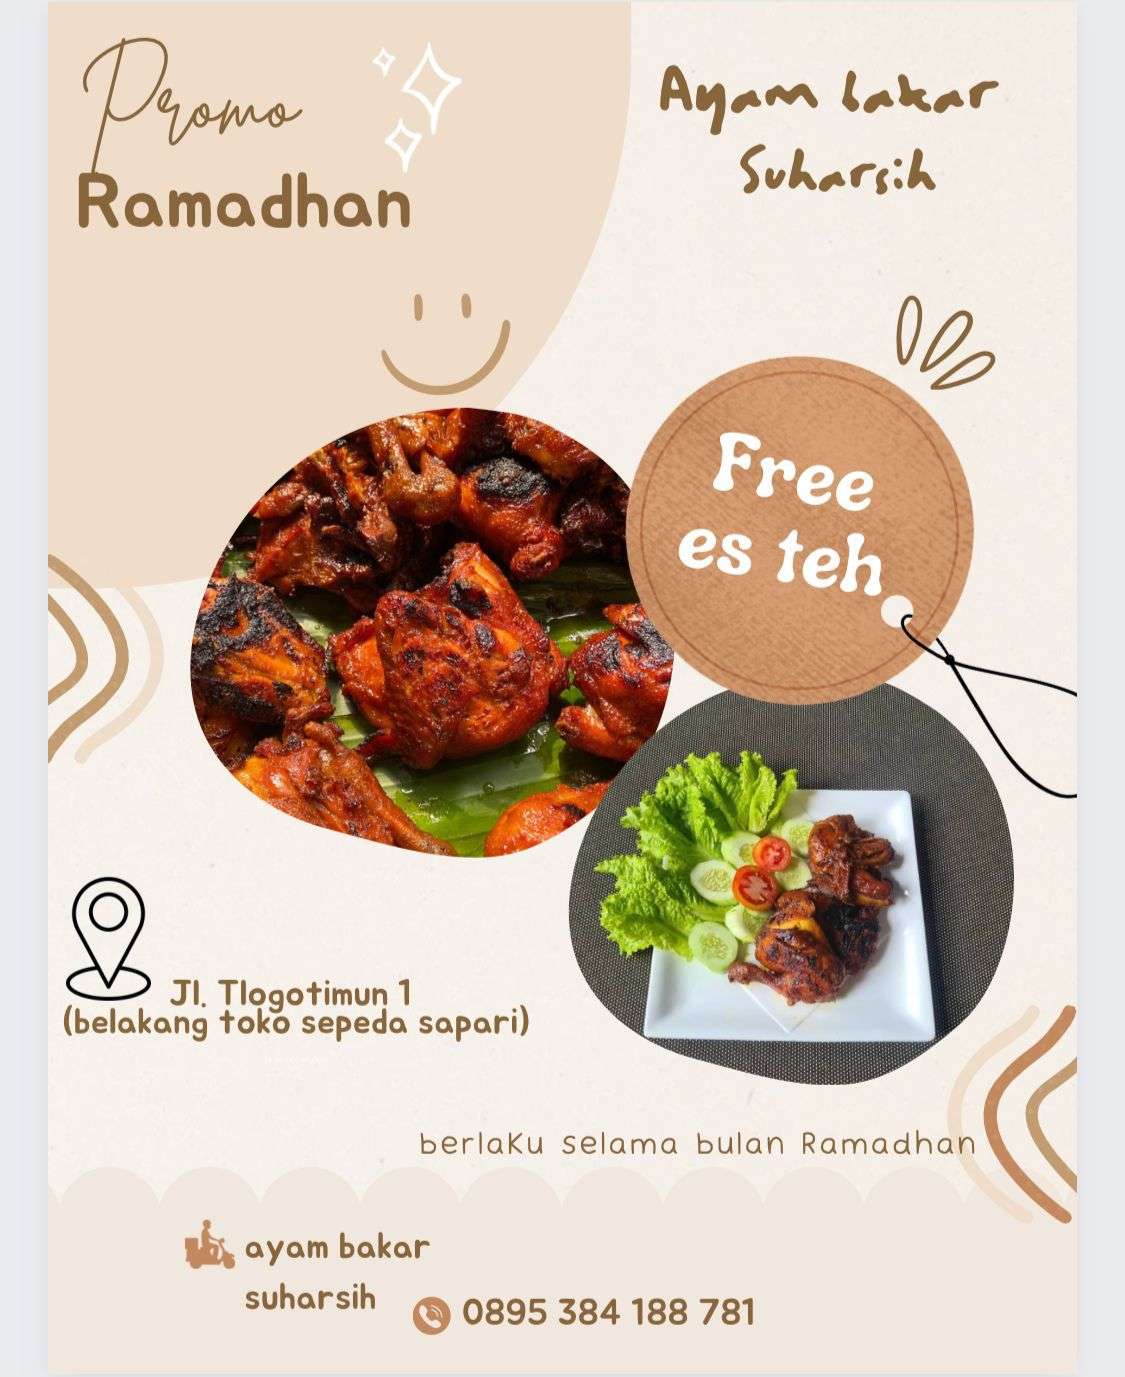 Promo
Ramadhan
Ayam bakar
Suharsih
Free
es teh
Jl. Tlogotimun 1
(belakang toko sepeda sapari)
berlaKu selama bulan Ramadhan
ayam bakar
suharsih
0895 384 188 781